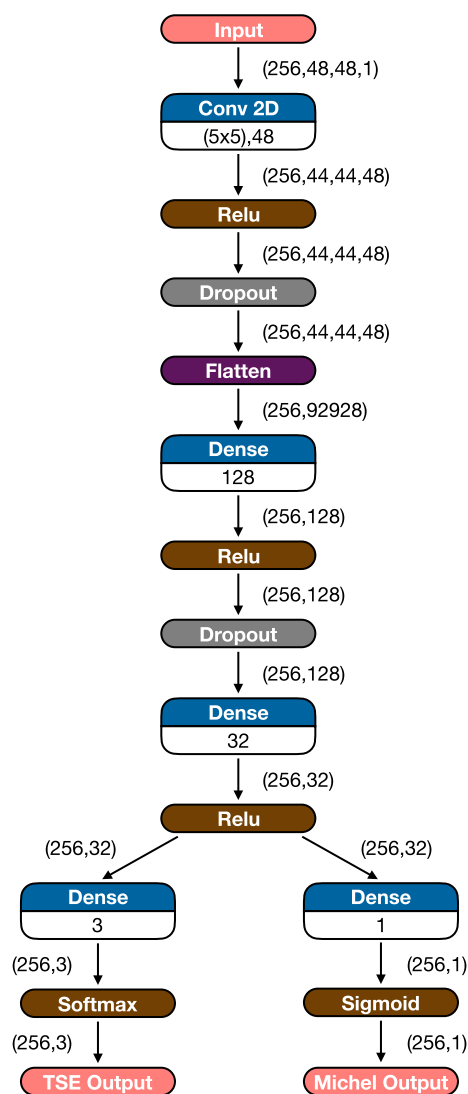 Input
(256,48,48,1)
Conv 2D
(5x5),48
(256,44,44,48)
Relu
(256,44,44,48)
Dropout
(256,44,44,48)
Flatten
(256,92928)
Dense
128
(256,128)
Relu
(256,128)
Dropout
(256,128)
Dense
32
(256,32)
Relu
(256,32) (256,32)
Dense Dense
3 1
(256,3) (256,1)
Softmax Sigmoid
(256,3) (256,1)
TSE Output Michel Output